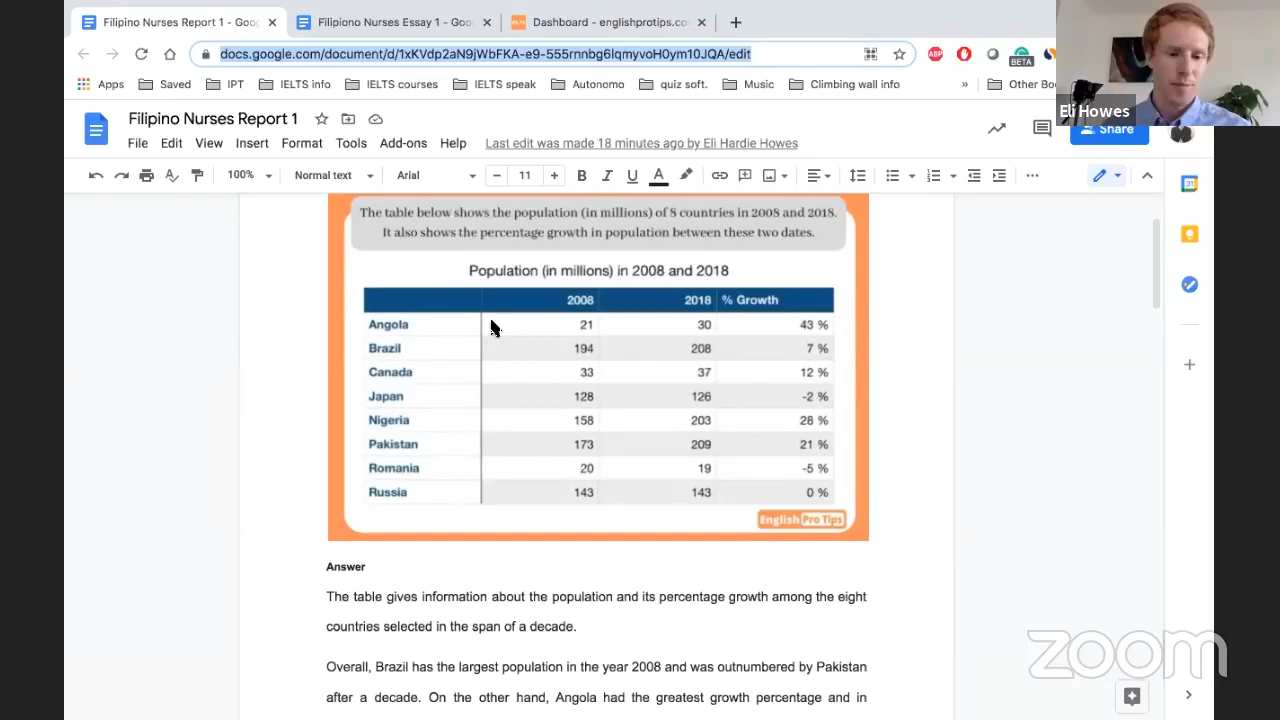 Filipino Nurses Report 1 - Goo
Filipiono Nurses Essay 1 - Goo
Dashboard - englishprotips.co
docs.google.com/document/d/1xKVdp2aN9jWbFKA-e9-555rnnbg6lqmyvoH0ym10JQA/edit
ABP
BETA
Apps Saved IPT IELTS info IELTS courses IELTS speak Autonomo quiz soft. Music Climbing wall info » Other Boo
Eli Howes
Filipino Nurses Report 1
Share
File Edit View Insert Format Tools Add-ons Help Last edit was made 18 minutes ago by Eli Hardie Howes
100% Normal text Arial 11 B I U A
31
The table below shows the population (in millions) of 8 countries in 2008 and 2018.
It also shows the percentage growth in population between these two dates.
Population (in millions) in 2008 and 2018
2008 2018 % Growth
Angola 21 30 43 %
Brazil 194 208 7 %
Canada 33 37 12 %
Japan 128 126 -2 %
Nigeria 158 203 28 %
Pakistan 173 209 21 %
Romania 20 19 -5 %
Russia 143 143 0 %
English Pro Tips
Answer
The table gives information about the population and its percentage growth among the eight
countries selected in the span of a decade.
Overall, Brazil has the largest population in the year 2008 and was outnumbered by Pakistan
after a decade. On the other hand, Angola had the greatest growth percentage and in
zoom